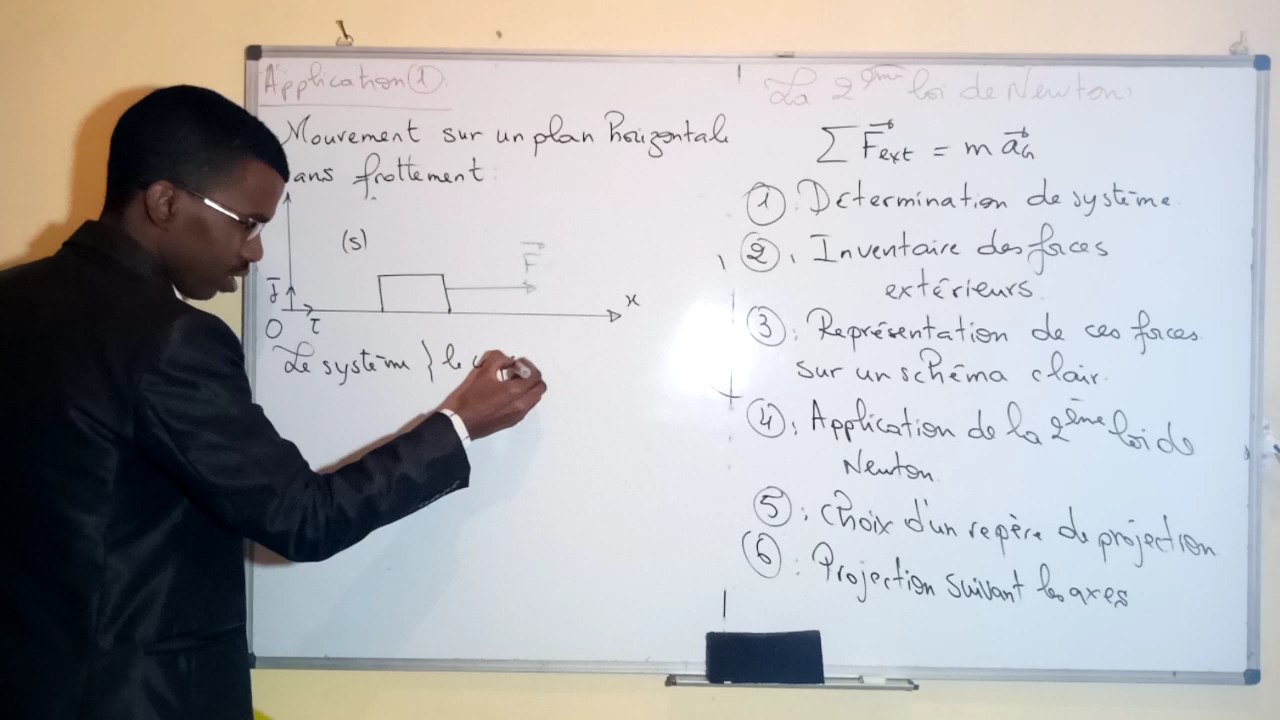 Application ①
Mouvement sur un plan horizontale
ans frottement:
(s)
F
j
O
x
Le système } le
La 2ème loi de Newton:
∑ F⃗ext = m a⃗G
①: Détermination de système.
②. Inventaire des forces
extérieurs.
③: Représentation de ces forces
sur un schéma clair.
④: Application de la 2ème loi de
Newton.
⑤: choix d'un repère de projection
⑥: Projection suivant les axes